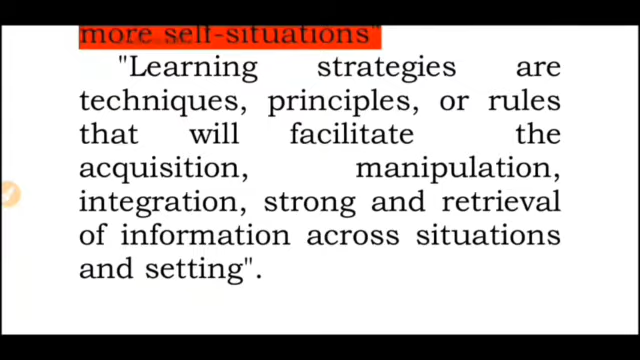 more self-situations"
"Learning strategies are
techniques, principles, or rules
that will facilitate the
acquisition, manipulation,
integration, strong and retrieval
of information across situations
and setting".